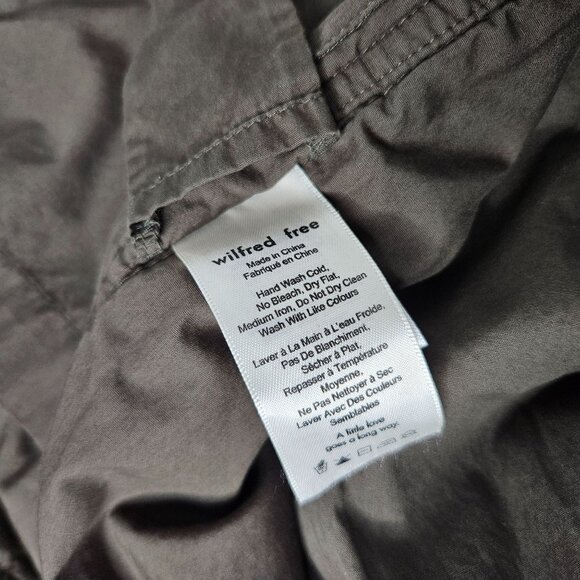 wilfred free
Made in China
Fabriqué en Chine
Hand Wash Cold,
No Bleach, Dry Flat,
Medium Iron, Do Not Dry Clean
Wash With Like Colours
Laver à La Main à L'eau Froide,
Pas De Blanchiment,
Sécher à Plat,
Repasser à Température
Moyenne,
Ne Pas Nettoyer à Sec
Laver Avec Des Couleurs
Semblables
A little love
goes a long way.